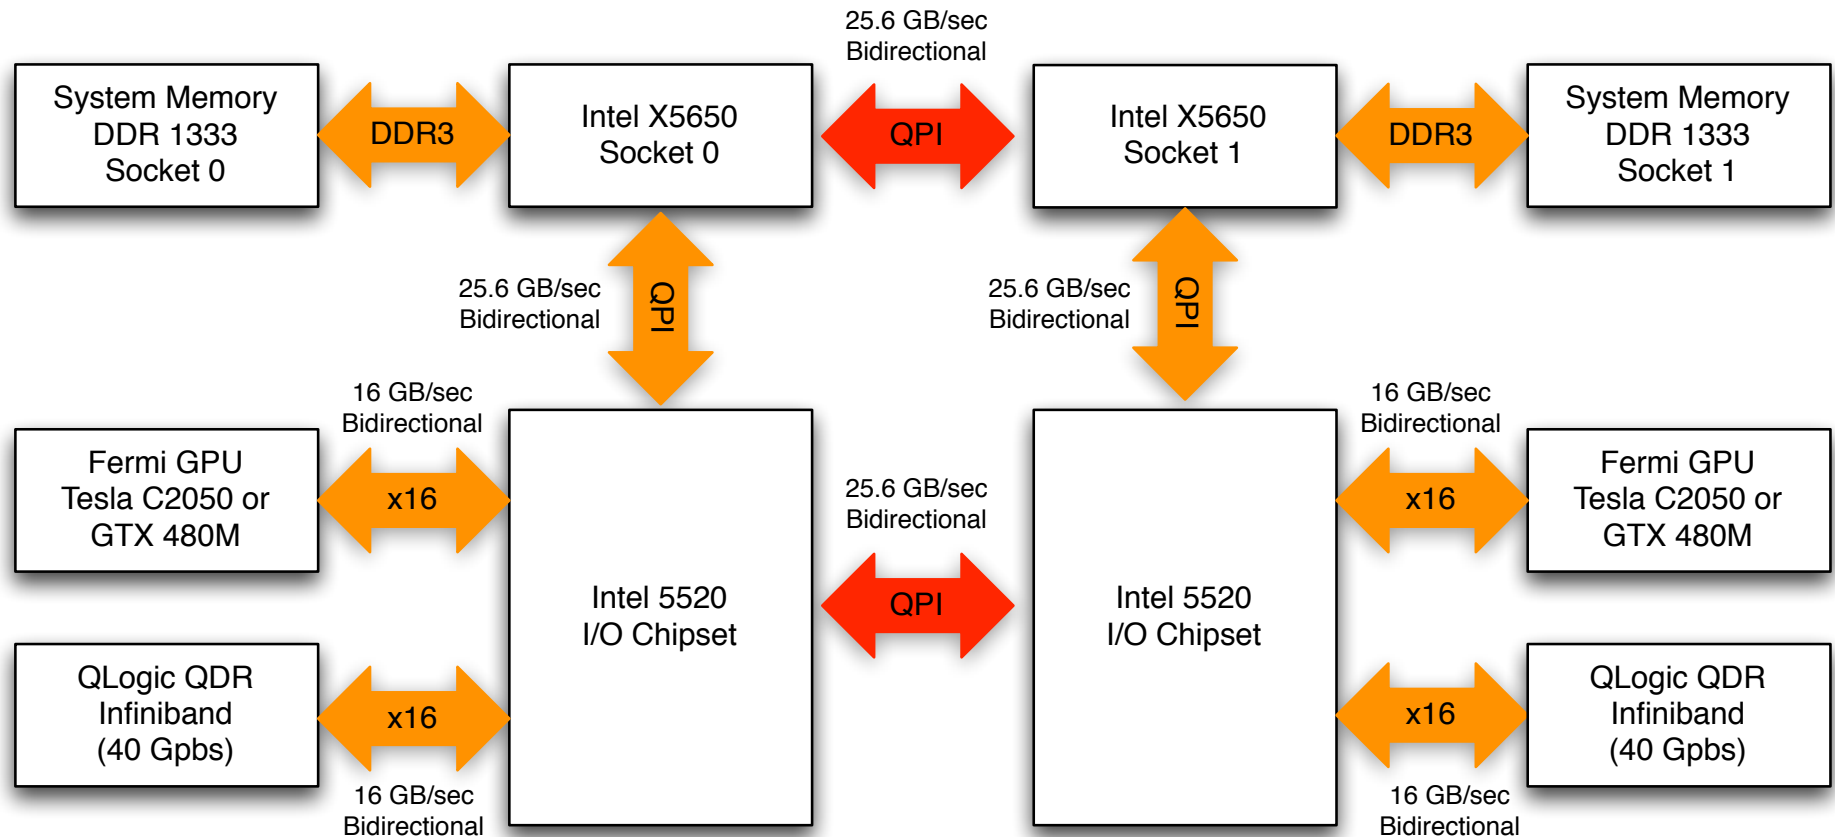 25.6 GB/sec
Bidirectional
System Memory
DDR 1333
Socket 0
DDR3
Intel X5650
Socket 0
QPI
Intel X5650
Socket 1
DDR3
System Memory
DDR 1333
Socket 1
25.6 GB/sec
Bidirectional
QPI
25.6 GB/sec
Bidirectional
QPI
16 GB/sec
Bidirectional
16 GB/sec
Bidirectional
Fermi GPU
Tesla C2050 or
GTX 480M
x16
25.6 GB/sec
Bidirectional
x16
Fermi GPU
Tesla C2050 or
GTX 480M
Intel 5520
I/O Chipset
QPI
Intel 5520
I/O Chipset
QLogic QDR
Infiniband
(40 Gpbs)
x16
x16
QLogic QDR
Infiniband
(40 Gpbs)
16 GB/sec
Bidirectional
16 GB/sec
Bidirectional